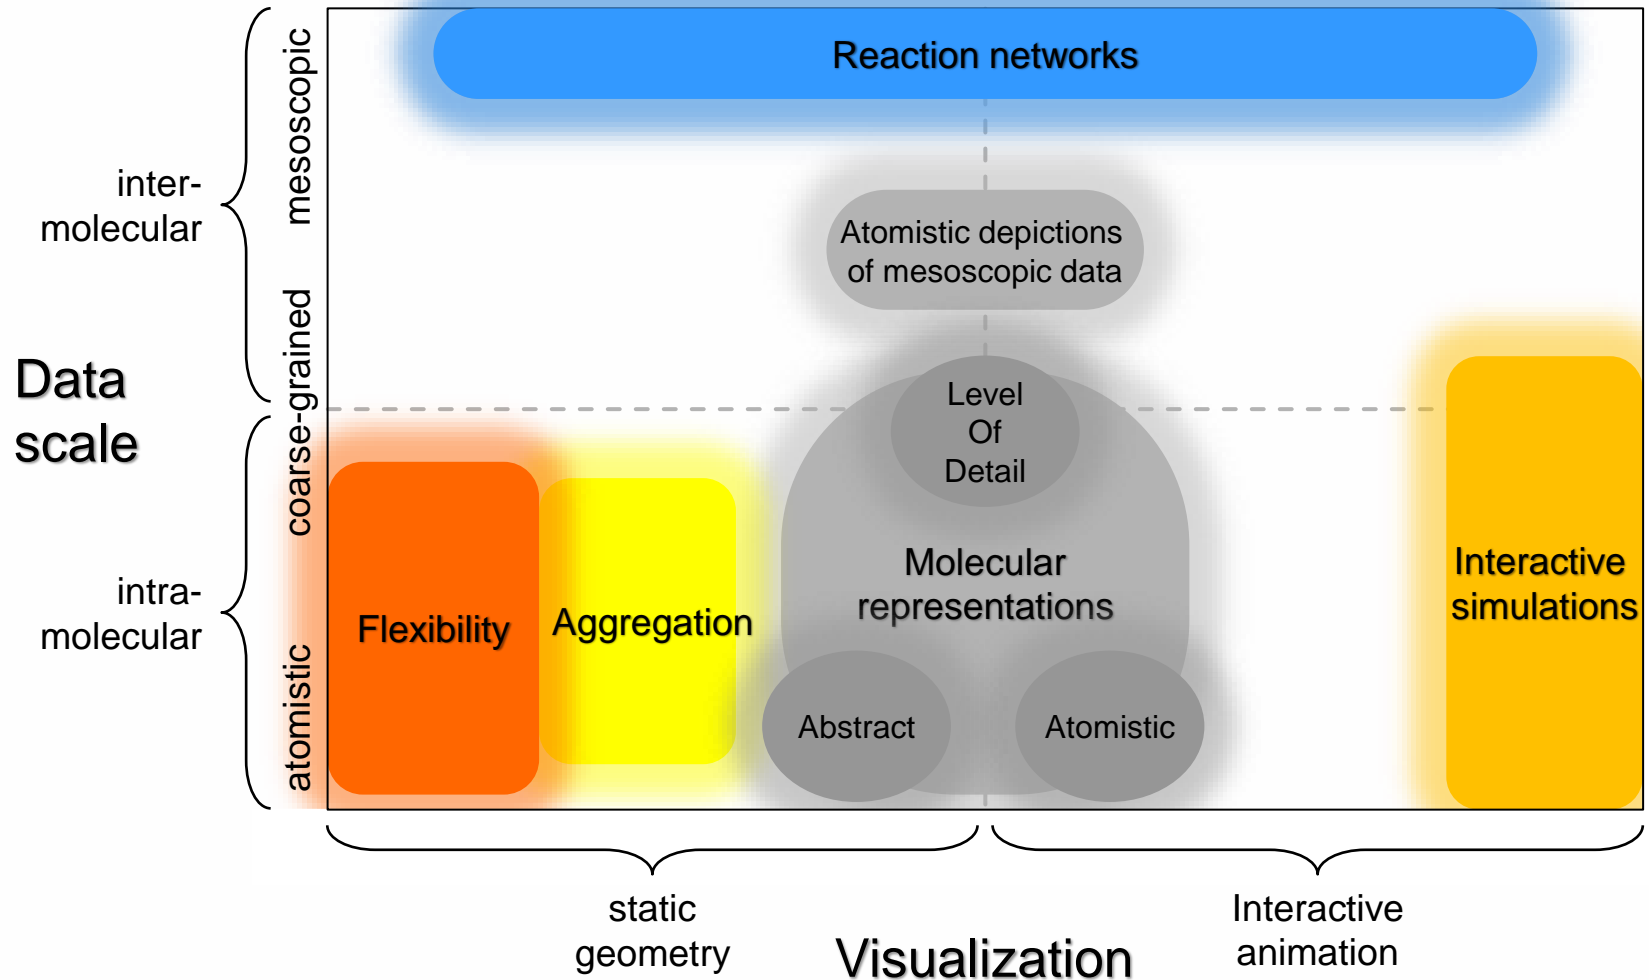 Reaction networks
mesoscopic
inter-
molecular
Atomistic depictions
of mesoscopic data
Data
scale
coarse-grained
Level
Of
Detail
Molecular
representations
Interactive
simulations
intra-
molecular
Flexibility
Aggregation
atomistic
Abstract
Atomistic
static
geometry
Interactive
animation
Visualization